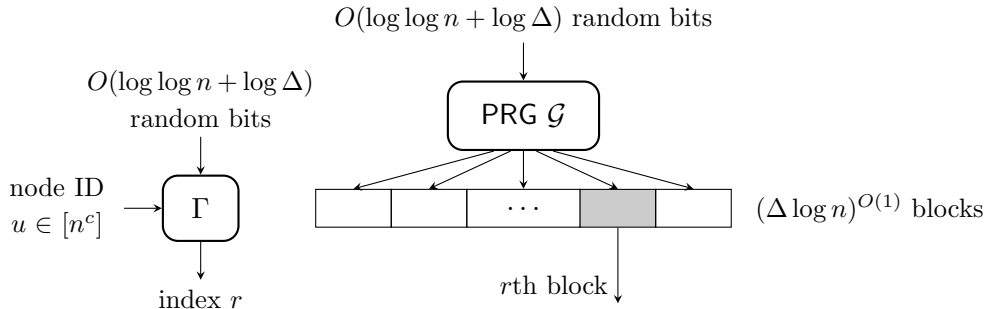 O(log log n + log Δ) random bits
O(log log n + log Δ)
random bits
PRG 𝒢
node ID
u ∈ [n^c]
Γ
⋯
(Δ log n)^{O(1)} blocks
rth block
index r